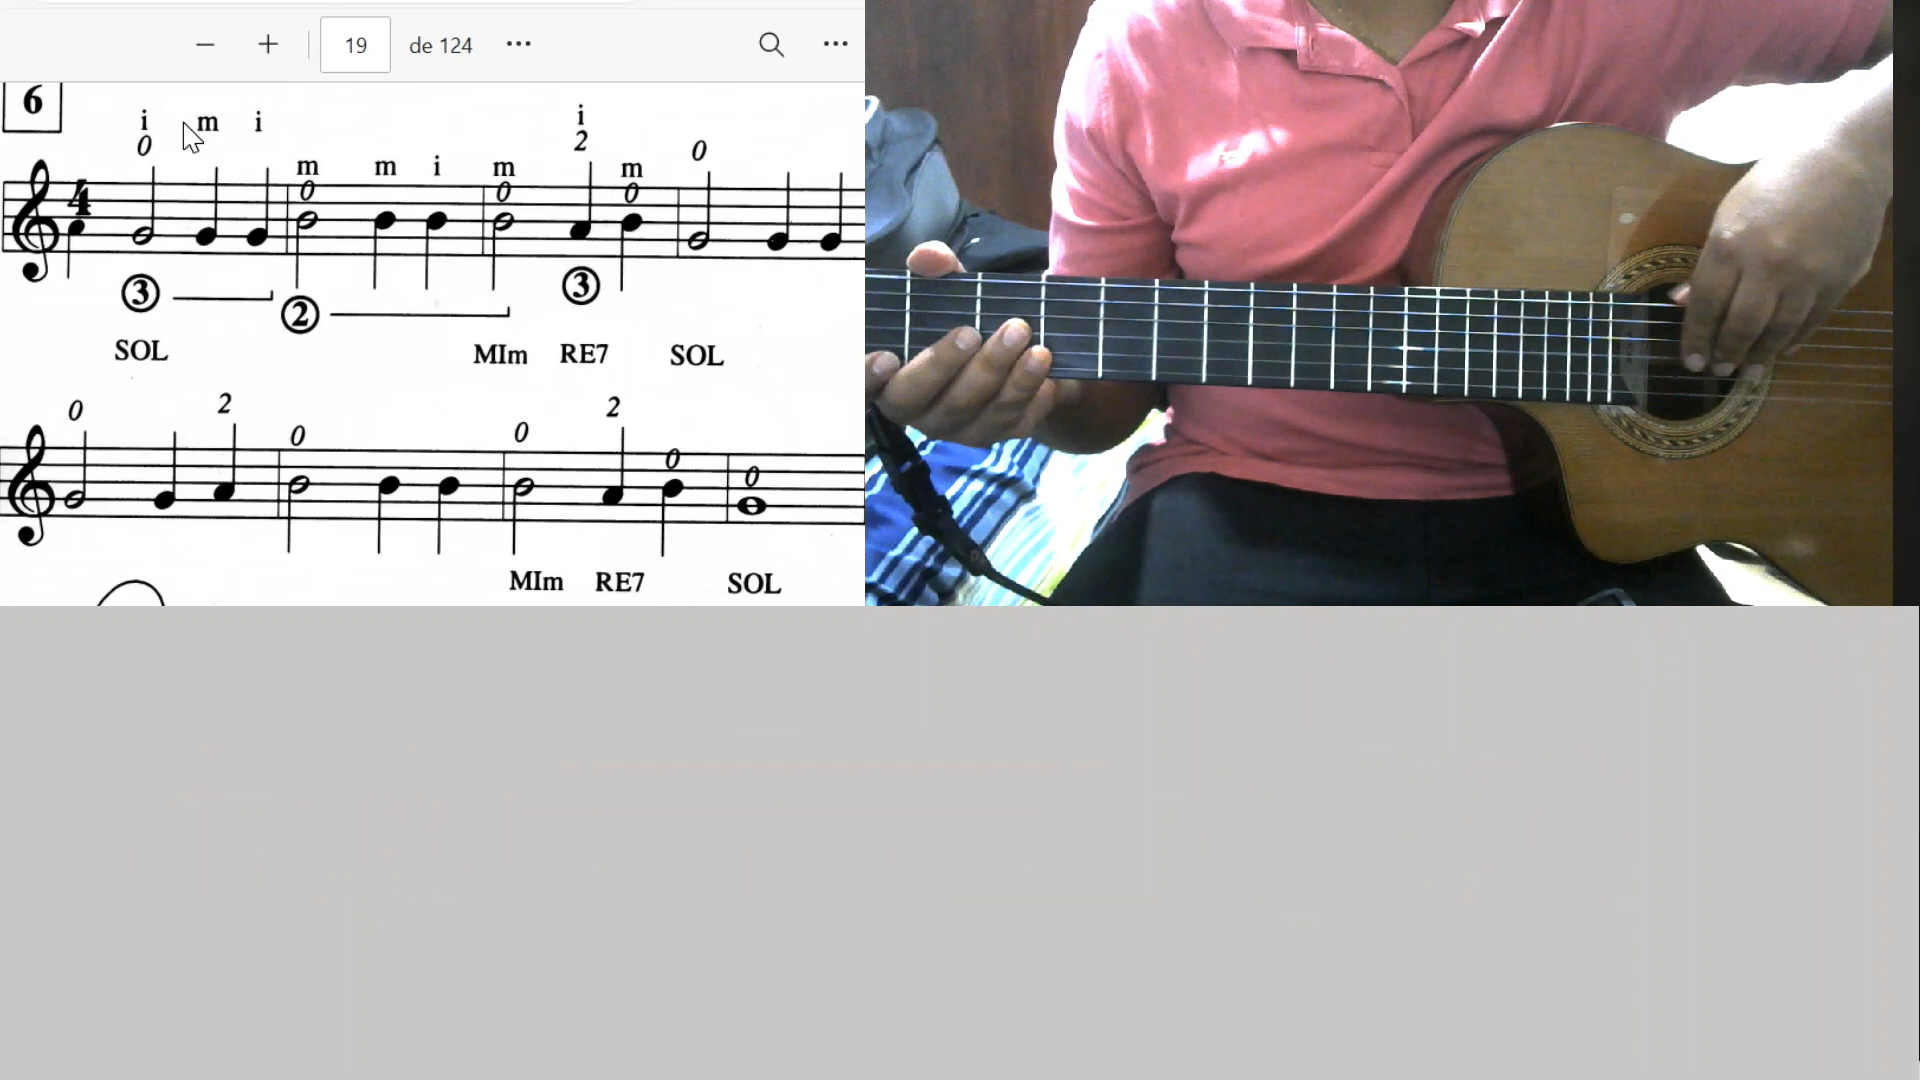 19 de 124
6
i m i i
0 2 0
m m i m m
0 0 0
4
3 3
2
SOL MIm RE7 SOL
0 2 0 0 2 0 0
MIm RE7 SOL